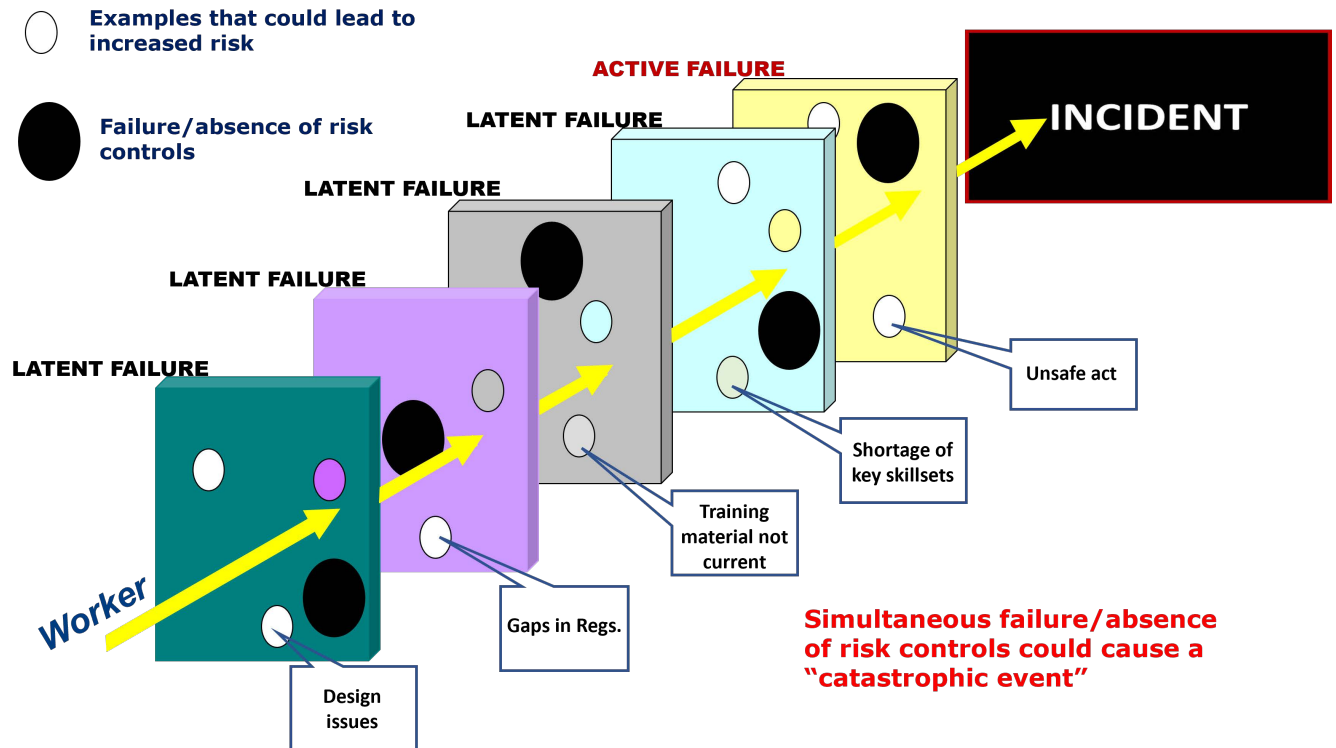 Examples that could lead to
increased risk
Failure/absence of risk
controls
ACTIVE FAILURE
LATENT FAILURE
LATENT FAILURE
LATENT FAILURE
LATENT FAILURE
INCIDENT
Worker
Unsafe act
Shortage of
key skillsets
Training
material not
current
Gaps in Regs.
Design
issues
Simultaneous failure/absence
of risk controls could cause a
“catastrophic event”